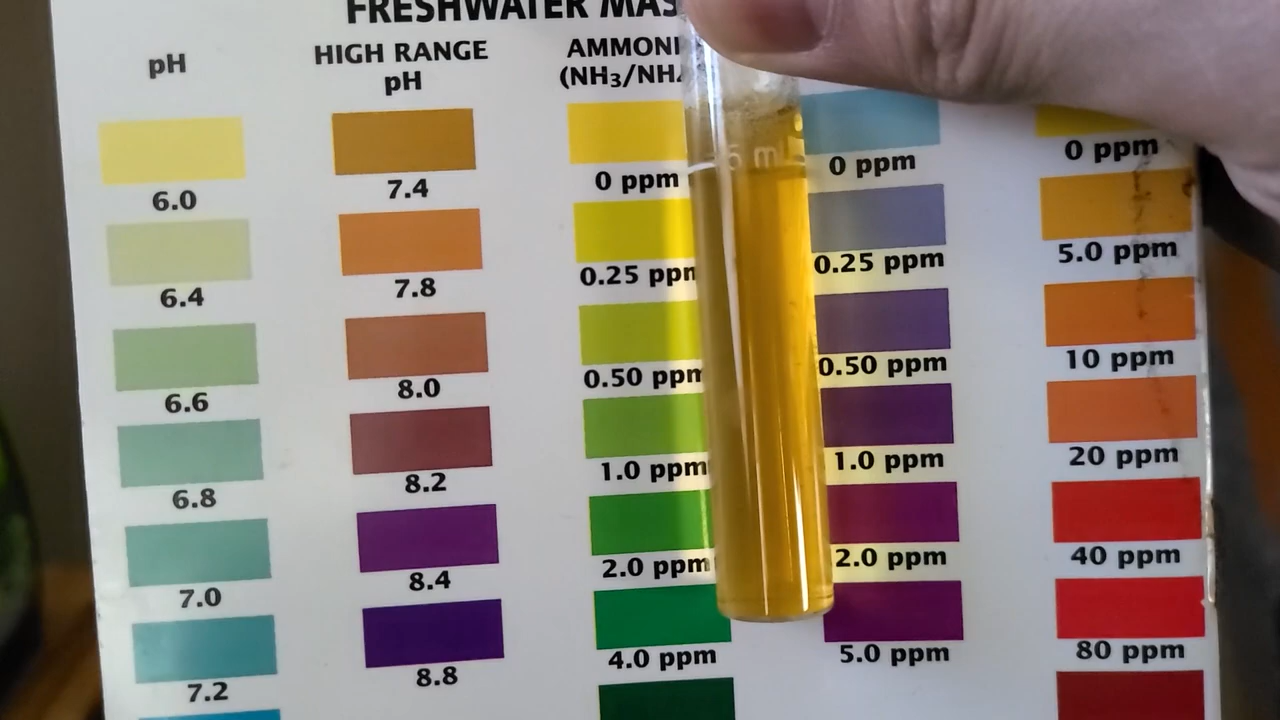 FRESHWATER MAS
pH
HIGH RANGE
pH
AMMONI
(NH₃/NH₄
6.0
6.4
6.6
6.8
7.0
7.2
7.4
7.8
8.0
8.2
8.4
8.8
0 ppm
0.25 ppm
0.50 ppm
1.0 ppm
2.0 ppm
4.0 ppm
5 mL
0 ppm
0.25 ppm
0.50 ppm
1.0 ppm
2.0 ppm
5.0 ppm
0 ppm
5.0 ppm
10 ppm
20 ppm
40 ppm
80 ppm